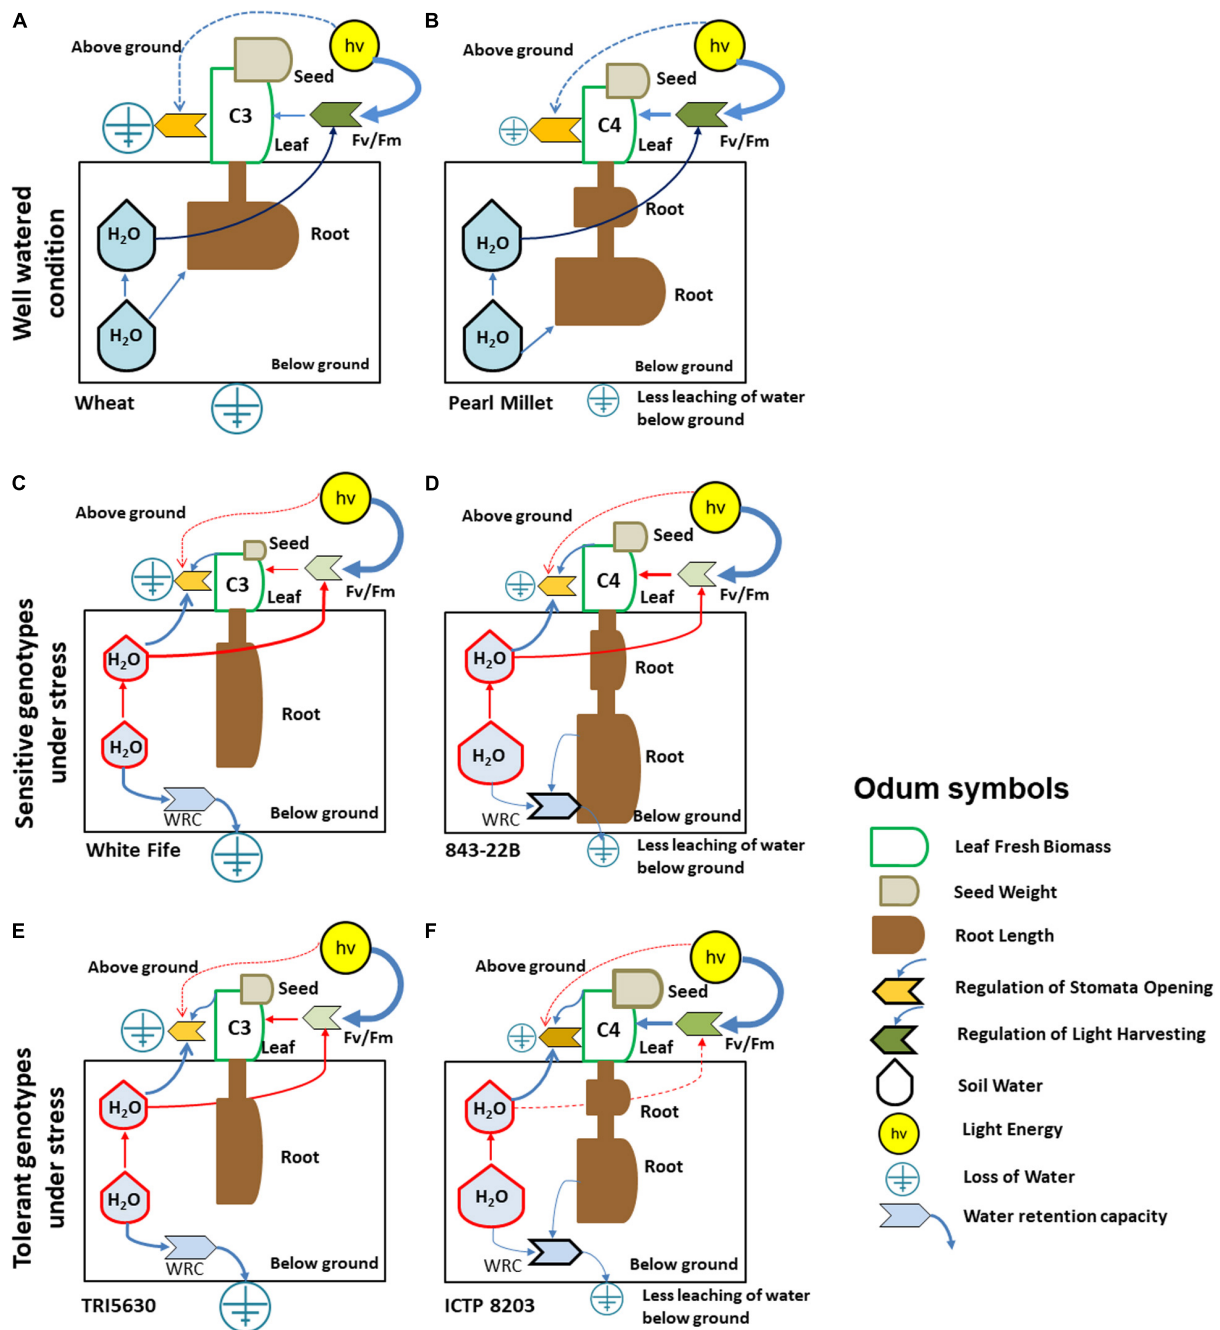 A
Above ground
hv
Seed
C3
Leaf
Fv/Fm
H2O
Root
H2O
Below ground
Wheat
B
Above ground
hv
Seed
C4
Leaf
Fv/Fm
Root
H2O
Root
H2O
Below ground
Pearl Millet
Less leaching of water
below ground
Well watered
condition
C
Above ground
hv
Seed
C3
Leaf
Fv/Fm
H2O
Root
H2O
WRC
Below ground
White Fife
D
Above ground
hv
Seed
C4
Leaf
Fv/Fm
H2O
Root
H2O
Root
WRC
Below ground
843-22B
Less leaching of water
below ground
Sensitive genotypes
under stress
E
Above ground
hv
Seed
C3
Leaf
Fv/Fm
H2O
Root
H2O
WRC
Below ground
TRI5630
F
Above ground
hv
Seed
C4
Leaf
Fv/Fm
H2O
Root
Root
H2O
WRC
Below ground
ICTP 8203
Less leaching of water
below ground
Tolerant genotypes
under stress
Odum symbols
Leaf Fresh Biomass
Seed Weight
Root Length
Regulation of Stomata Opening
Regulation of Light Harvesting
Soil Water
hv
Light Energy
Loss of Water
Water retention capacity